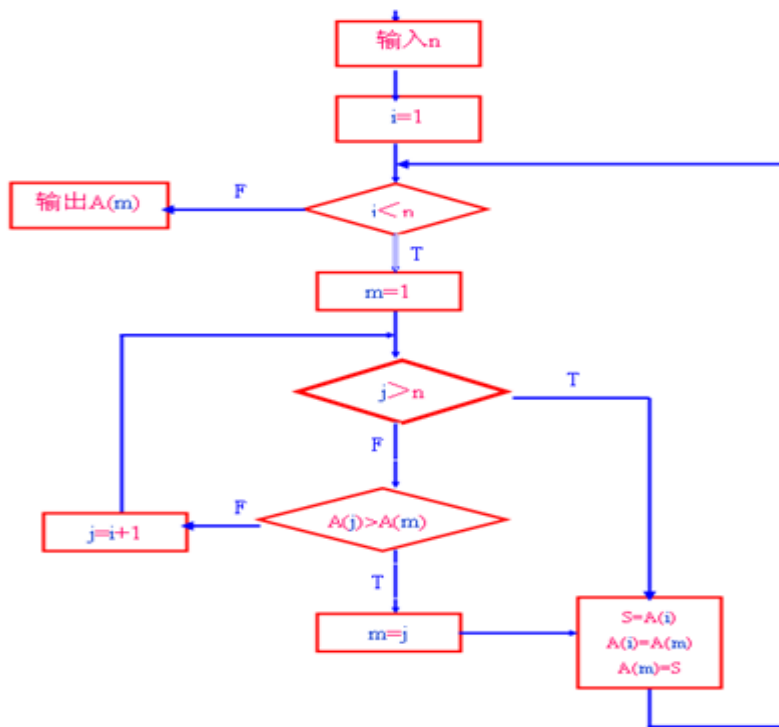 输入n
i=1
i＜n
F
输出A(m)
T
m=1
j＞n
T
F
A(j)>A(m)
F
j=i+1
T
m=j
S=A(i)
A(i)=A(m)
A(m)=S